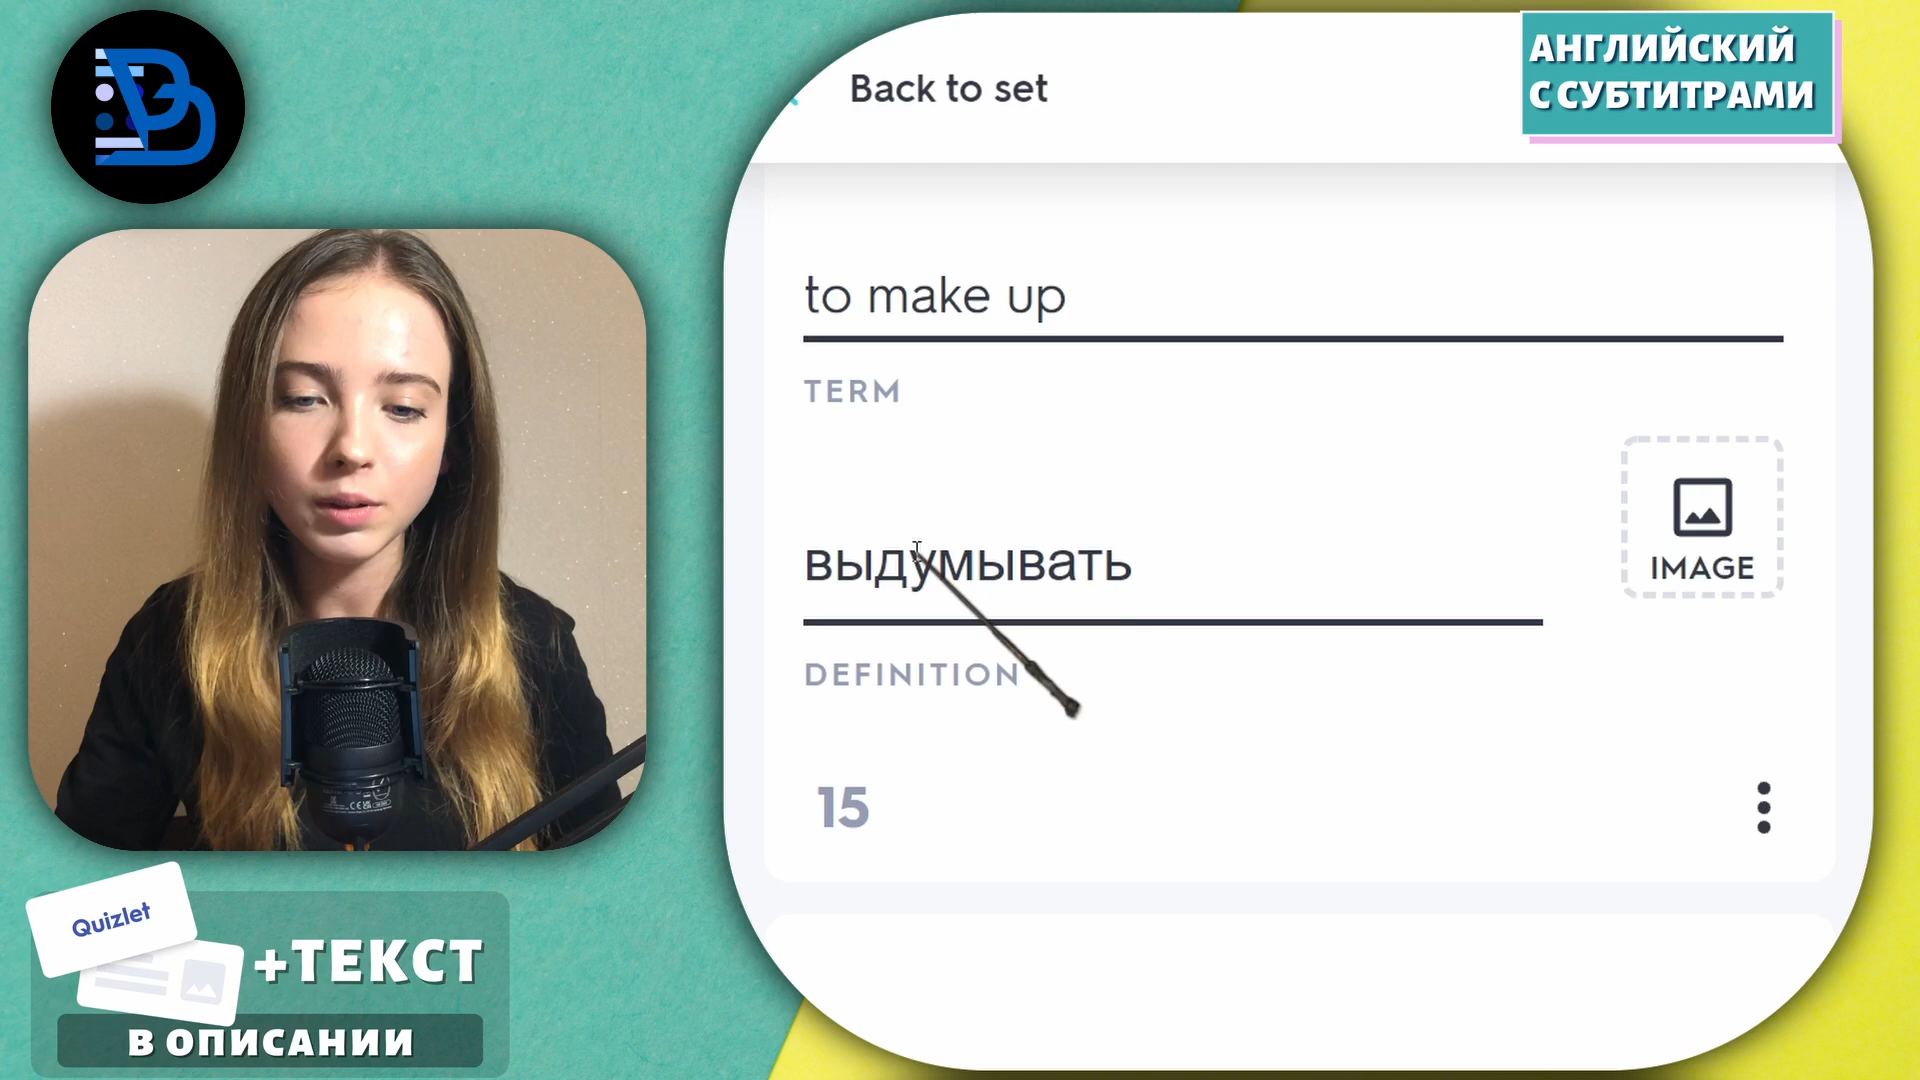 Back to set
АНГЛИЙСКИЙ
С СУБТИТРАМИ
to make up
TERM
выдумывать
DEFINITION
IMAGE
15
Quizlet
+ТЕКСТ
В ОПИСАНИИ